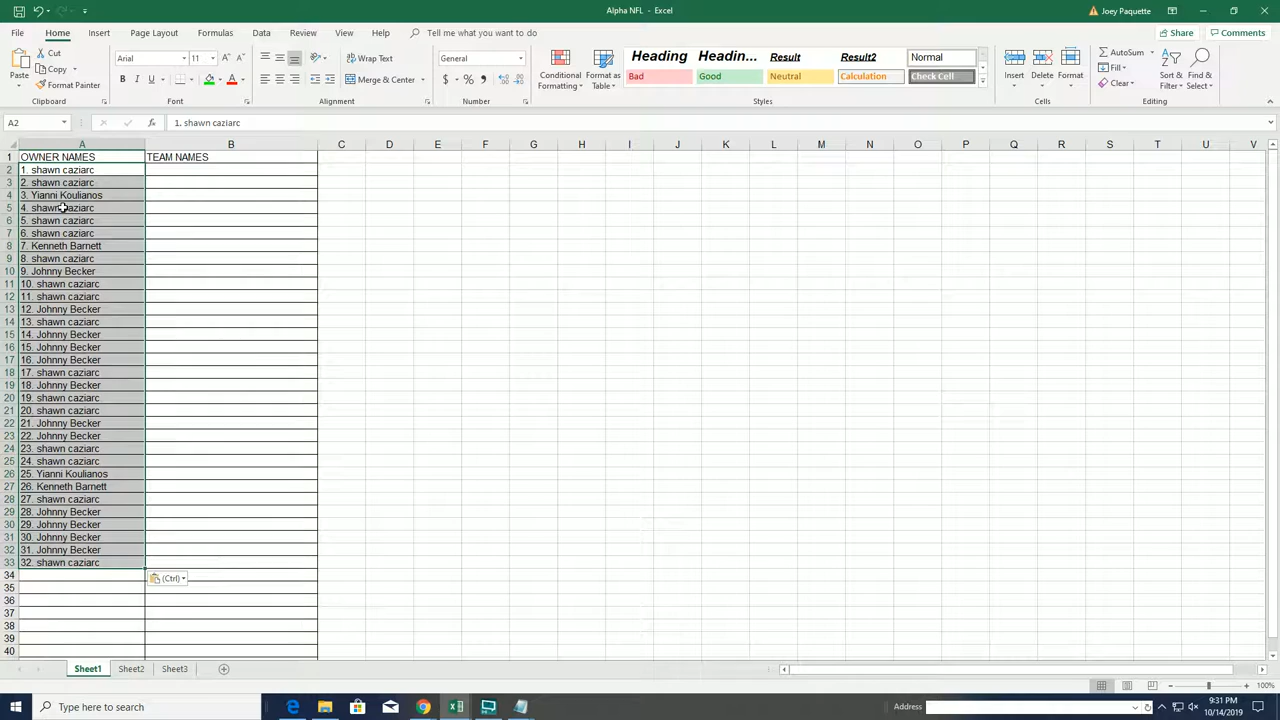 Alpha NFL - Excel
Joey Paquette
File Home Insert Page Layout Formulas Data Review View Help Tell me what you want to do
Share Comments
Paste Cut Copy Format Painter
Clipboard
Arial 11
B I U
Font
Wrap Text
Merge & Center
Alignment
General
$ % ,
Number
Conditional Formatting Format as Table
Heading Headin... Result Result2 Normal
Bad Good Neutral Calculation Check Cell
Styles
Insert Delete Format
Cells
AutoSum Fill Clear
Sort & Filter Find & Select
Editing
A2 fx 1. shawn caziarc
A B C D E F G H I J K L M N O P Q R S T U V
1 OWNER NAMES TEAM NAMES
2 1. shawn caziarc
3 2. shawn caziarc
4 3. Yianni Koulianos
5 4. shawn caziarc
6 5. shawn caziarc
7 6. shawn caziarc
8 7. Kenneth Barnett
9 8. shawn caziarc
10 9. Johnny Becker
11 10. shawn caziarc
12 11. shawn caziarc
13 12. Johnny Becker
14 13. shawn caziarc
15 14. Johnny Becker
16 15. Johnny Becker
17 16. Johnny Becker
18 17. shawn caziarc
19 18. Johnny Becker
20 19. shawn caziarc
21 20. shawn caziarc
22 21. Johnny Becker
23 22. Johnny Becker
24 23. shawn caziarc
25 24. shawn caziarc
26 25. Yianni Koulianos
27 26. Kenneth Barnett
28 27. shawn caziarc
29 28. Johnny Becker
30 29. Johnny Becker
31 30. Johnny Becker
32 31. Johnny Becker
33 32. shawn caziarc
34 (Ctrl)
35
36
37
38
39
40
Sheet1 Sheet2 Sheet3
100%
Type here to search
Address
9:31 PM
10/14/2019